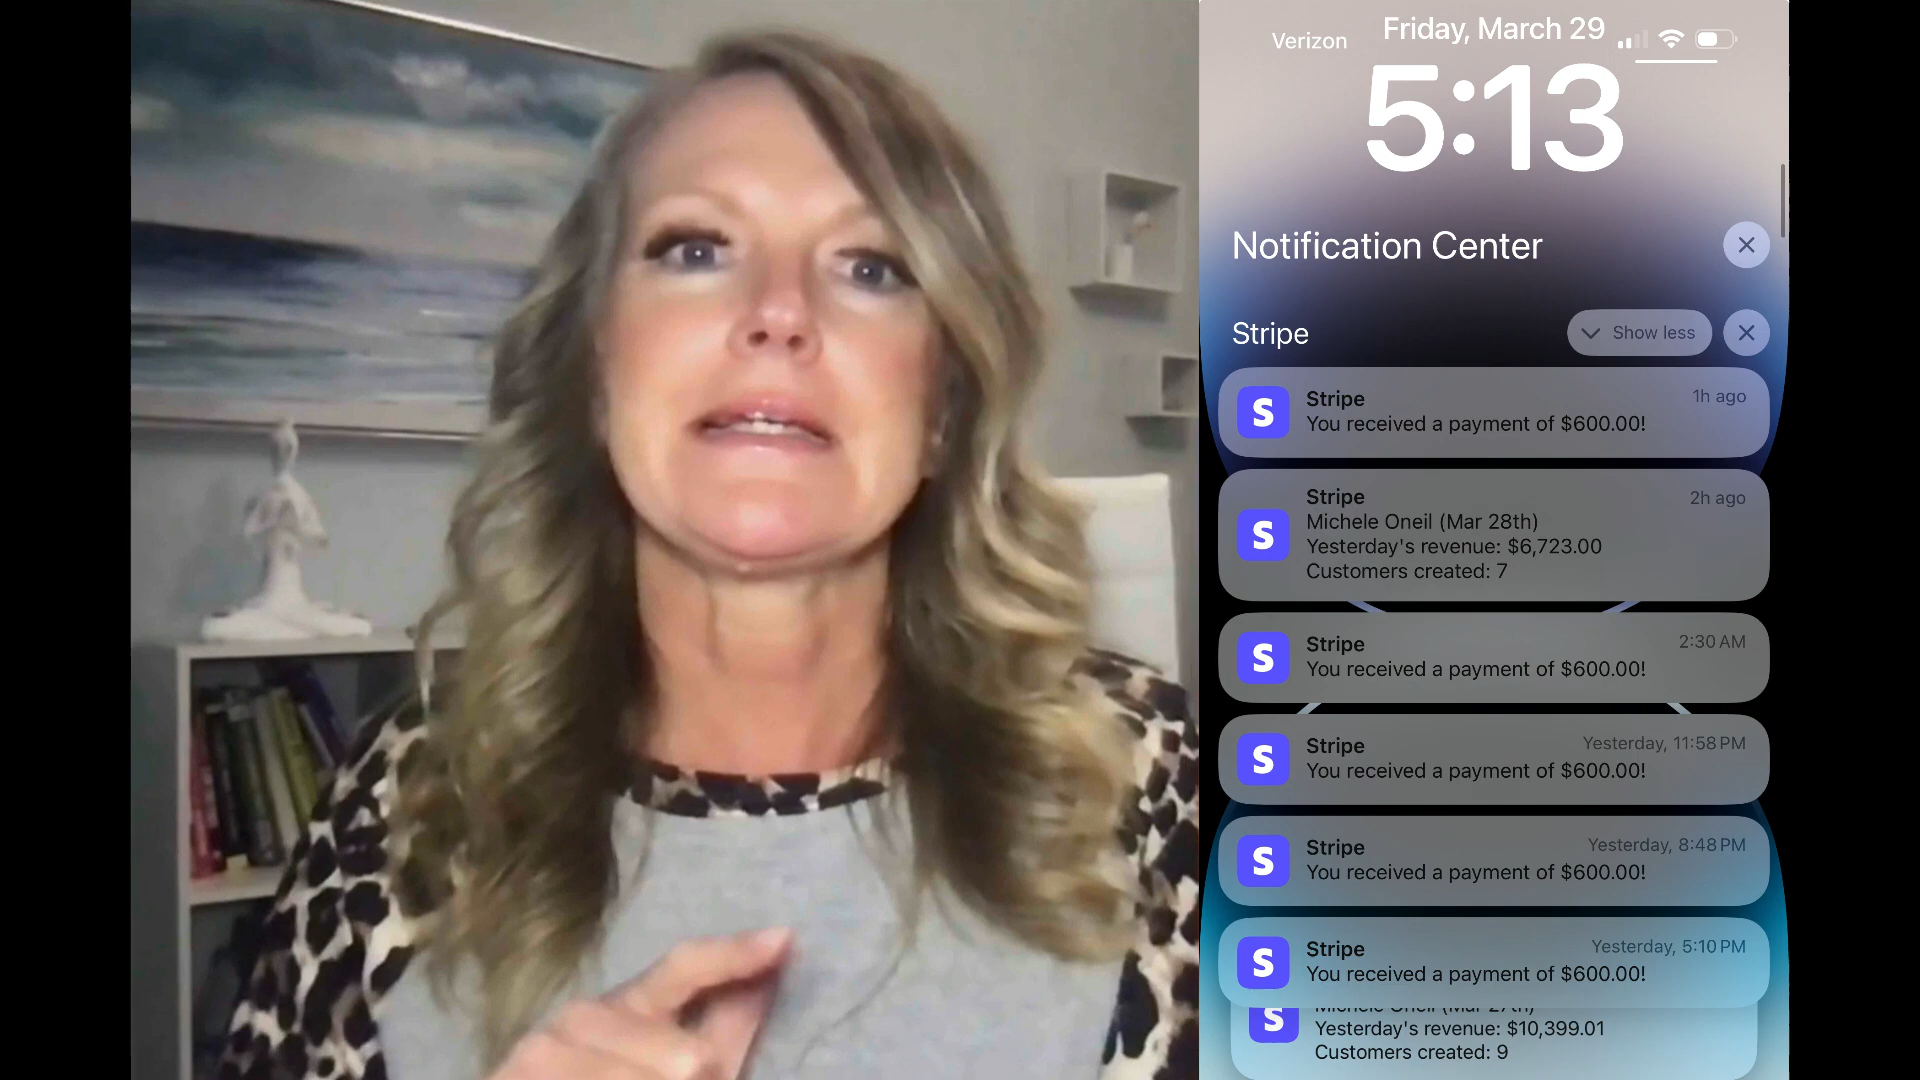 Verizon
Friday, March 29
5:13
Notification Center
Stripe
Show less
Stripe
1h ago
You received a payment of $600.00!
Stripe
2h ago
Michele Oneil (Mar 28th)
Yesterday's revenue: $6,723.00
Customers created: 7
Stripe
2:30 AM
You received a payment of $600.00!
Stripe
Yesterday, 11:58 PM
You received a payment of $600.00!
Stripe
Yesterday, 8:48 PM
You received a payment of $600.00!
Stripe
Yesterday, 5:10 PM
You received a payment of $600.00!
Michele Oneil (Mar 27th)
Yesterday's revenue: $10,399.01
Customers created: 9